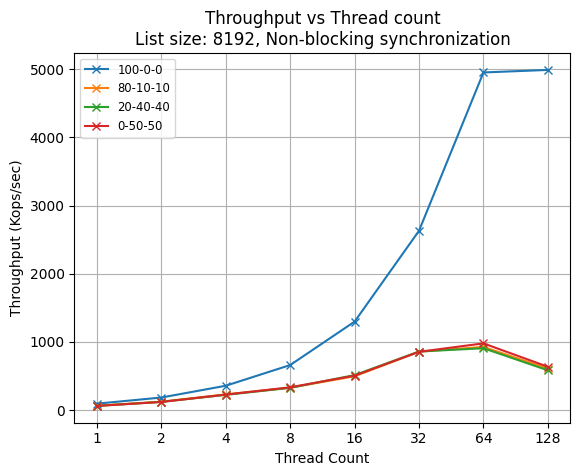 Throughput vs Thread count
List size: 8192, Non-blocking synchronization
100-0-0
80-10-10
20-40-40
0-50-50
Throughput (Kops/sec)
5000
4000
3000
2000
1000
0
1 2 4 8 16 32 64 128
Thread Count